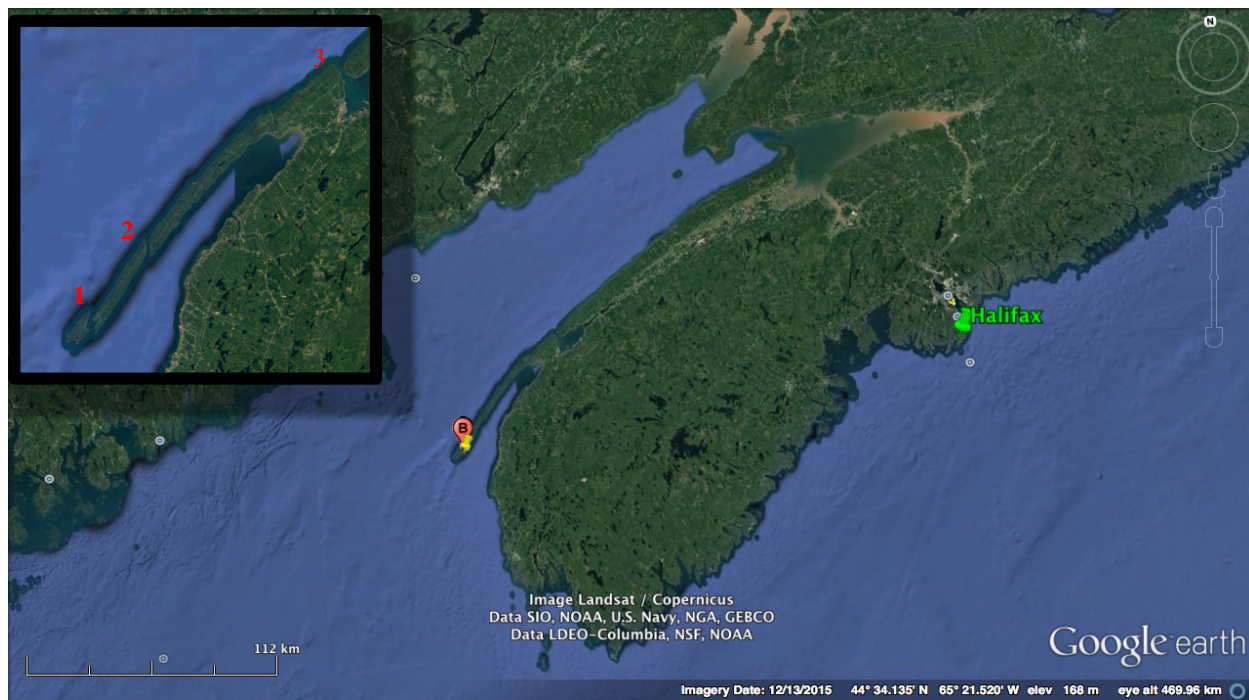 3
2
1
N
Halifax
B
Image Landsat / Copernicus
Data SIO, NOAA, U.S. Navy, NGA, GEBCO
Data LDEO-Columbia, NSF, NOAA
112 km
Google earth
Imagery Date: 12/13/2015 44° 34.135' N 65° 21.520' W elev 168 m eye alt 469.96 km